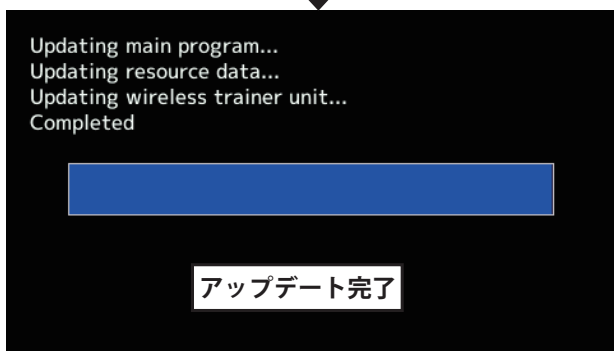 Updating main program...
Updating resource data...
Updating wireless trainer unit...
Completed
アップデート完了